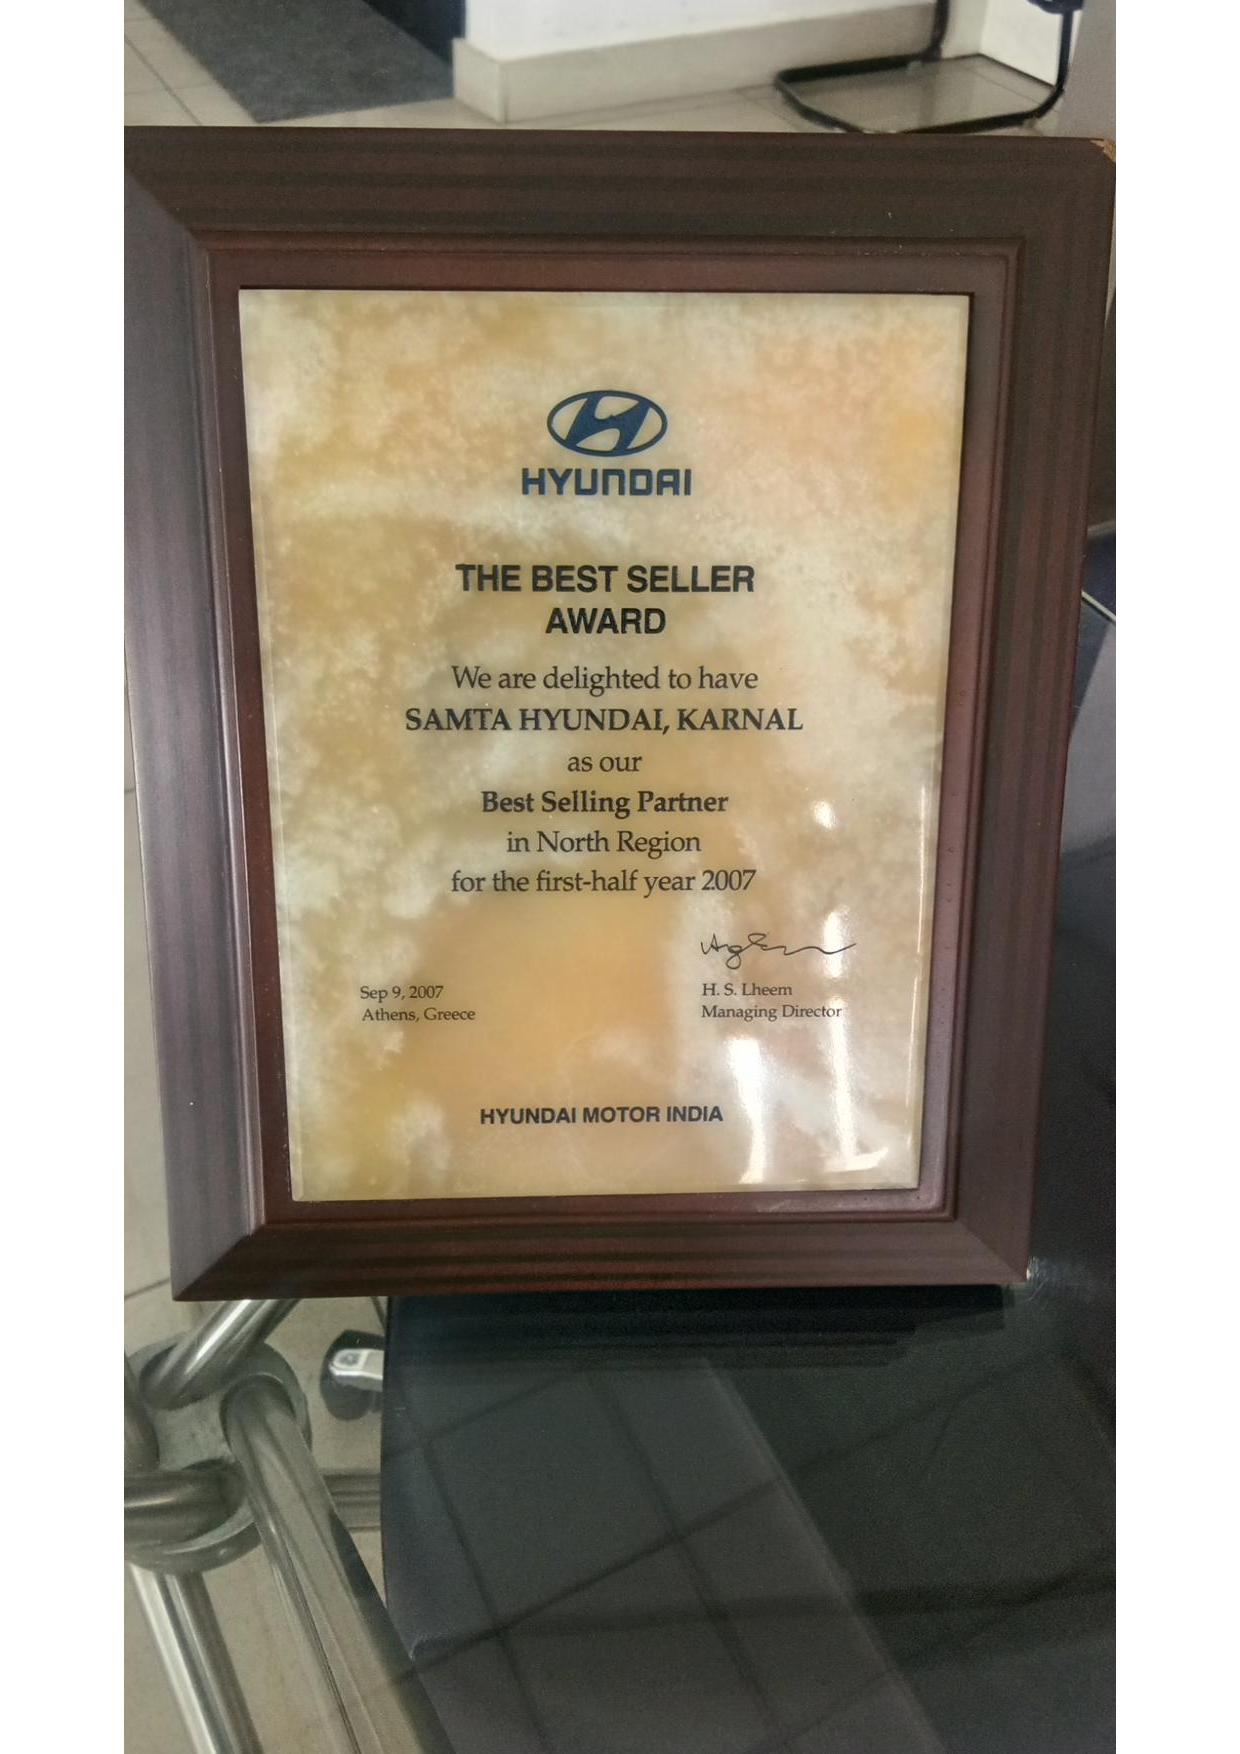 HYUNDAI
THE BEST SELLER
AWARD
We are delighted to have
SAMTA HYUNDAI, KARNAL
as our
Best Selling Partner
in North Region
for the first-half year 2007
Sep 9, 2007
Athens, Greece
H. S. Lheem
Managing Director
HYUNDAI MOTOR INDIA